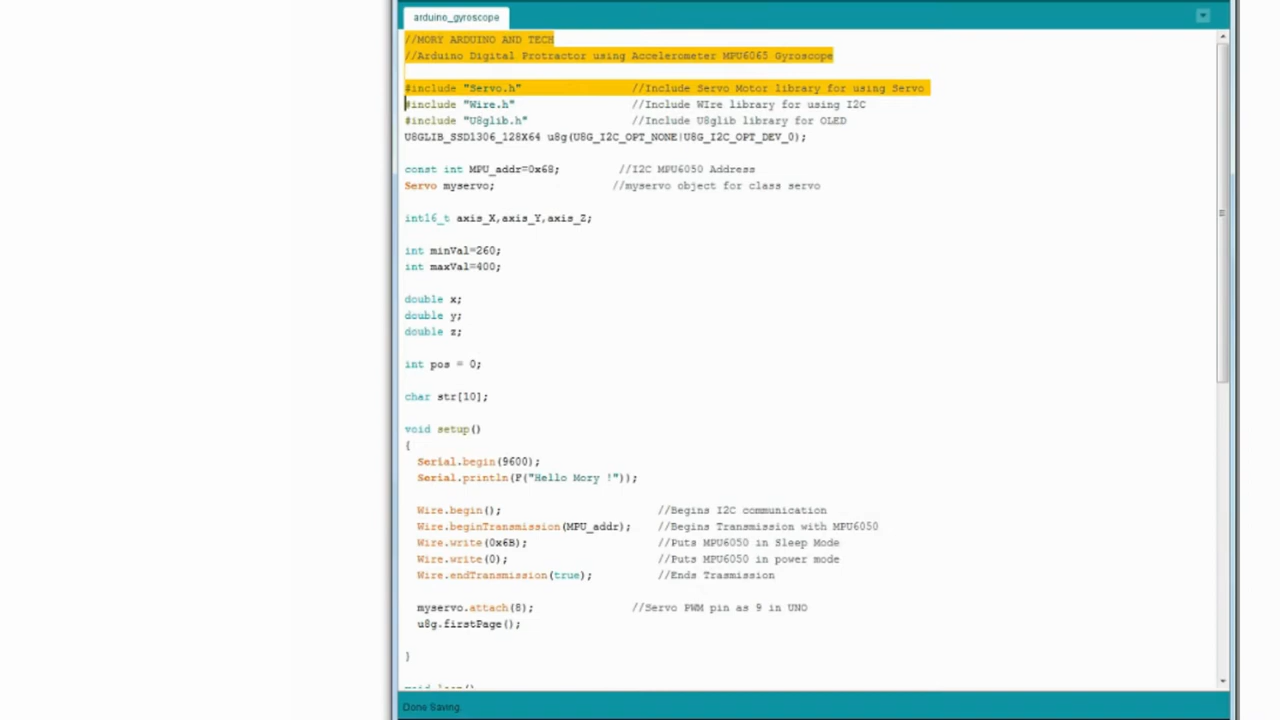 arduino_gyroscope
//MORY ARDUINO AND TECH
//Arduino Digital Protractor using Accelerometer MPU6065 Gyroscope
#include "Servo.h" //Include Servo Motor library for using Servo
#include "Wire.h" //Include WIre library for using I2C
#include "U8glib.h" //Include U8glib library for OLED
U8GLIB_SSD1306_128X64 u8g(U8G_I2C_OPT_NONE|U8G_I2C_OPT_DEV_0);
const int MPU_addr=0x68; //I2C MPU6050 Address
Servo myservo; //myservo object for class servo
int16_t axis_X,axis_Y,axis_Z;
int minVal=260;
int maxVal=400;
double x;
double y;
double z;
int pos = 0;
char str[10];
void setup()
{
Serial.begin(9600);
Serial.println(F("Hello Mory !"));
Wire.begin(); //Begins I2C communication
Wire.beginTransmission(MPU_addr); //Begins Transmission with MPU6050
Wire.write(0x6B); //Puts MPU6050 in Sleep Mode
Wire.write(0); //Puts MPU6050 in power mode
Wire.endTransmission(true); //Ends Trasmission
myservo.attach(8); //Servo PWM pin as 9 in UNO
u8g.firstPage();
}
Done Saving.